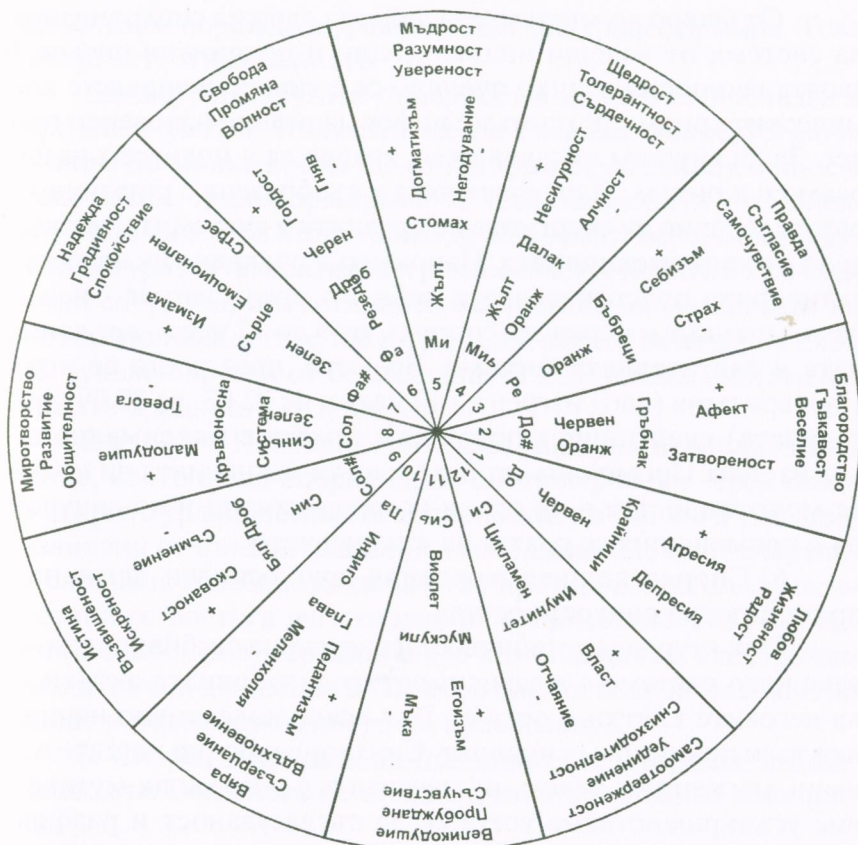 Мъдрост
Разумност
Увереност
+
Догматизъм
Негодувание
-
Стомах
Жълт
Ми
5
Щедрост
Толерантност
Сърдечност
+
Несигурност
Алчност
-
Далак
Жълт
Оранж
Миь
4
Правда
Съгласие
Самочувствие
Себизъм
Страх
-
Бъбреци
Оранж
Ре
3
Благородство
Гъвкавост
Веселие
+
Афект
Затвореност
-
Гръбнак
Червен
Оранж
До#
2
Любов
Радост
Жизненост
+
Агресия
Депресия
-
Крайници
Червен
До
1
Самоотверженост
Уединение
Снизходителност
Власт
Отчаяние
-
Имунитет
Цикламен
Си
12
Великодушие
Пробуждане
Съчувствие
+
Егоизъм
Мъка
-
Мускули
Виолет
Сиь
11
Вяра
Съзерцание
Вдъхновение
Педантизъм
Меланхолия
Глава
Индиго
Ла
10
Истина
Възвишеност
Искреност
+
Скованост
Съмнение
-
Бял Дроб
Син
Сол#
9
Миротворство
Развитие
Общителност
-
Тревога
Малодушие
+
Кръвоносна
Система
Зелен
Синьо
Сол
8
Надежда
Градивност
Спокойствие
-
Стрес
Емоционален
Измама
+
Сърце
Зелен
Фа#
7
Свобода
Промяна
Волност
-
Гняв
Гордост
+
Черен
Дроб
Резеда
Фа
6